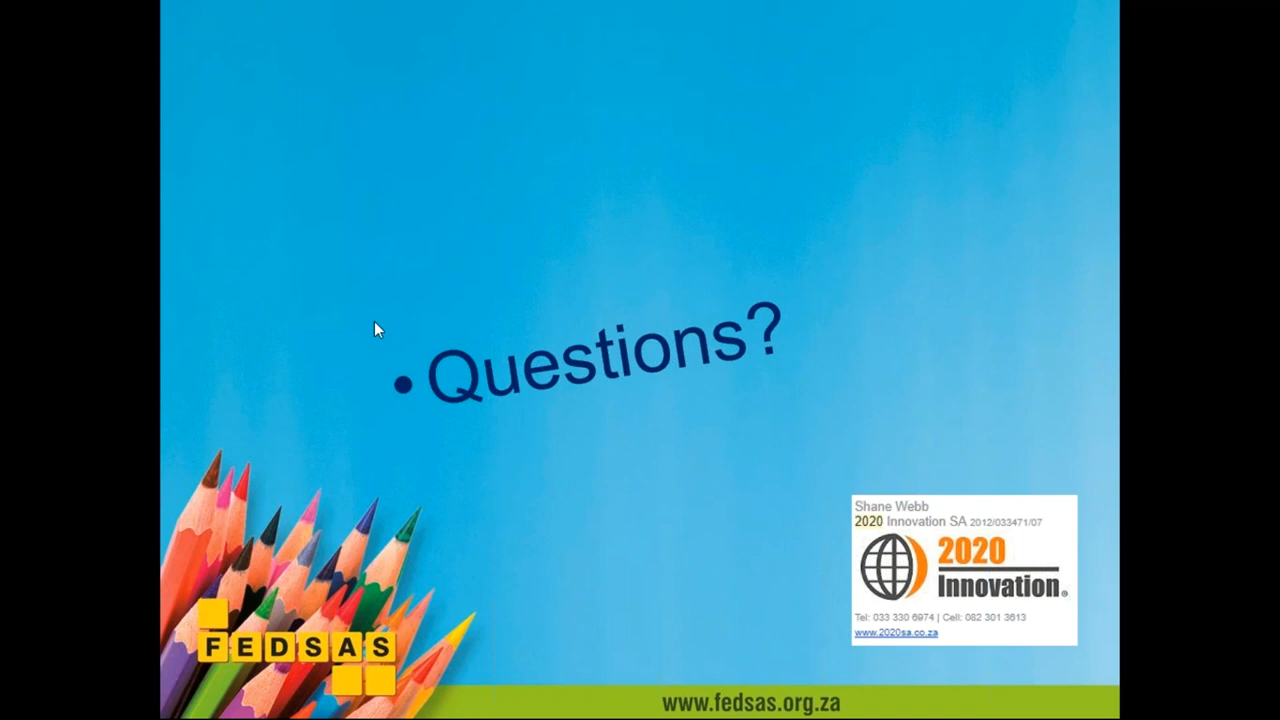 • Questions?
Shane Webb
2020 Innovation SA 2012/033471/07
2020
Innovation®
Tel: 033 330 6974 | Cell: 082 301 3613
www.2020sa.co.za
FEDSAS
www.fedsas.org.za